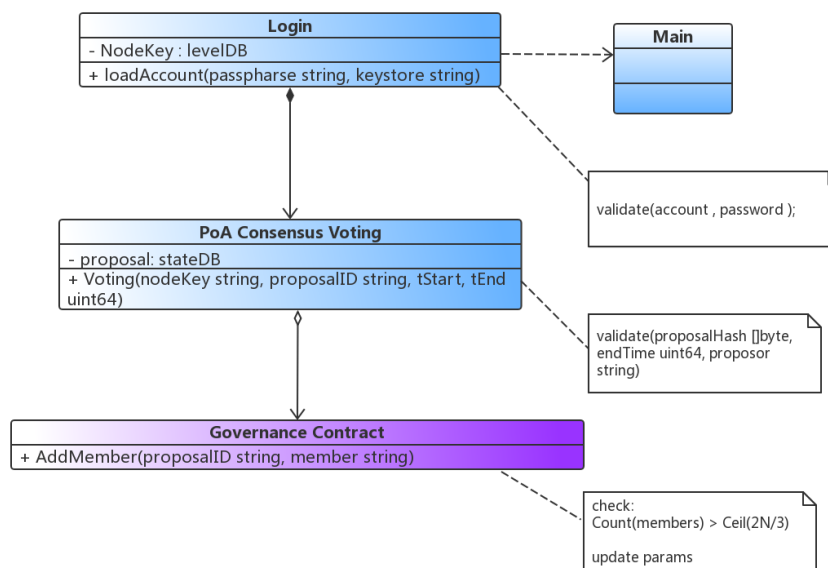 Login
- NodeKey : levelDB
+ loadAccount(passpharse string, keystore string)
Main
validate(account , password );
PoA Consensus Voting
- proposal: stateDB
+ Voting(nodeKey string, proposalID string, tStart, tEnd
uint64)
validate(proposalHash []byte,
endTime uint64, proposor
string)
Governance Contract
+ AddMember(proposalID string, member string)
check:
Count(members) > Ceil(2N/3)
update params